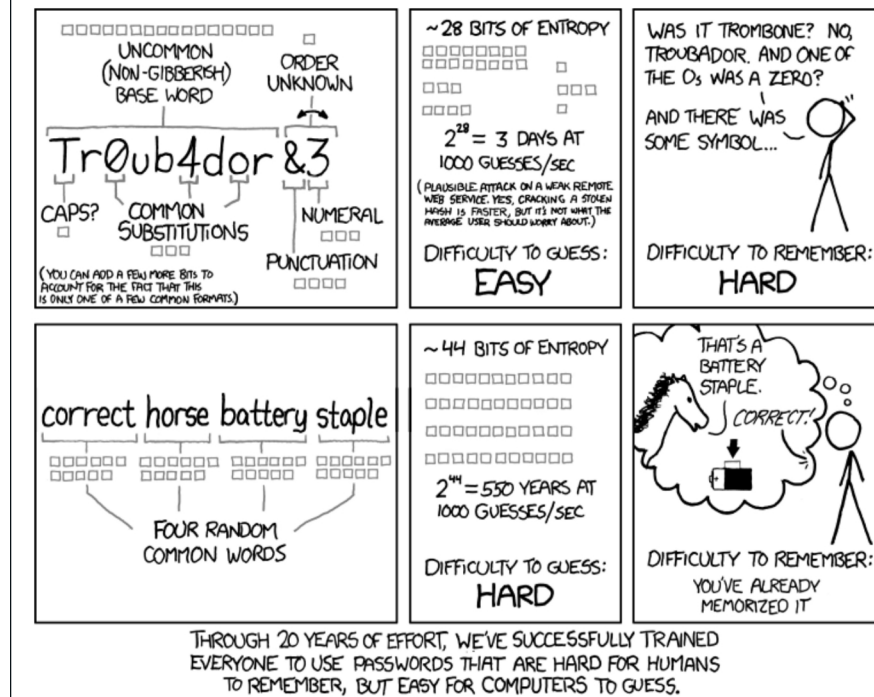 UNCOMMON
(NON-GIBBERISH)
BASE WORD
ORDER
UNKNOWN
Tr0ub4dor &3
CAPS?
COMMON
SUBSTITUTIONS
NUMERAL
PUNCTUATION
(YOU CAN ADD A FEW MORE BITS TO
ACCOUNT FOR THE FACT THAT THIS
IS ONLY ONE OF A FEW COMMON FORMATS.)
~28 BITS OF ENTROPY
2^28 = 3 DAYS AT
1000 GUESSES/SEC
(PLAUSIBLE ATTACK ON A WEAK REMOTE
WEB SERVICE. YES, CRACKING A STOLEN
HASH IS FASTER, BUT IT'S NOT WHAT THE
AVERAGE USER SHOULD WORRY ABOUT.)
DIFFICULTY TO GUESS:
EASY
WAS IT TROMBONE? NO,
TROUBADOR. AND ONE OF
THE Os WAS A ZERO?
AND THERE WAS
SOME SYMBOL...
DIFFICULTY TO REMEMBER:
HARD
correct horse battery staple
FOUR RANDOM
COMMON WORDS
~44 BITS OF ENTROPY
2^44 = 550 YEARS AT
1000 GUESSES/SEC
DIFFICULTY TO GUESS:
HARD
THAT'S A
BATTERY
STAPLE.
CORRECT!
DIFFICULTY TO REMEMBER:
YOU'VE ALREADY
MEMORIZED IT
THROUGH 20 YEARS OF EFFORT, WE'VE SUCCESSFULLY TRAINED
EVERYONE TO USE PASSWORDS THAT ARE HARD FOR HUMANS
TO REMEMBER, BUT EASY FOR COMPUTERS TO GUESS.